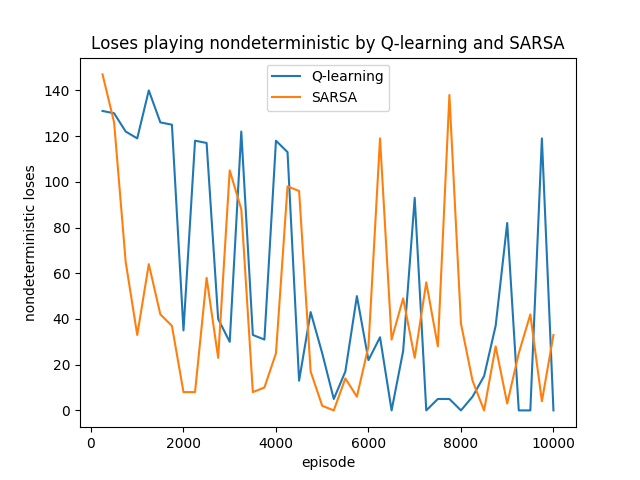 Loses playing nondeterministic by Q-learning and SARSA
Q-learning
SARSA
nondeterministic loses
140
120
100
80
60
40
20
0
0 2000 4000 6000 8000 10000
episode